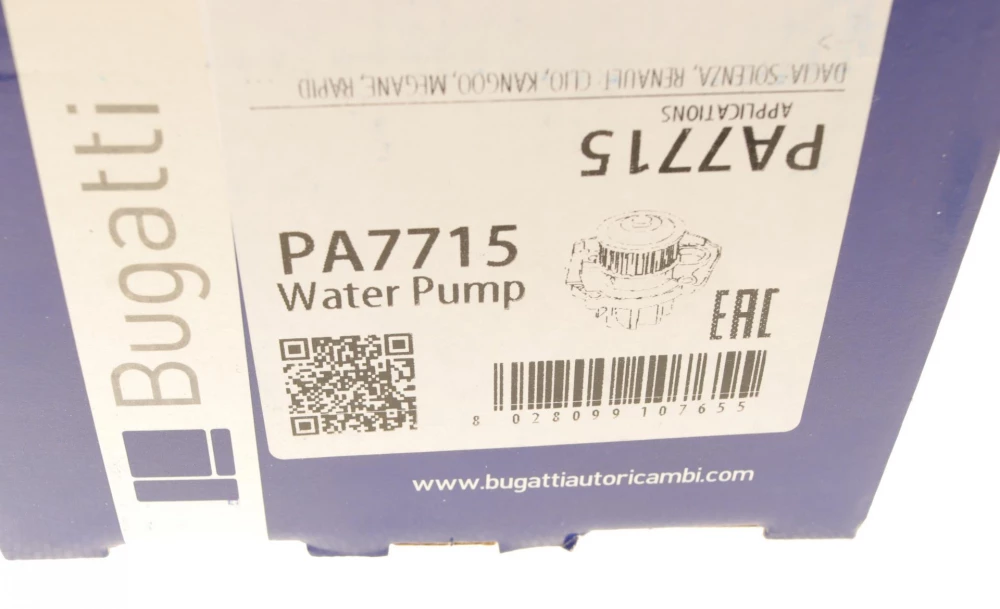 Bugatti
DACIA: SOLENZA, RENAULT: CLIO, KANGOO, MEGANE, RAPID
APPLICATIONS
PA7715
PA7715
Water Pump
EAC
8 028099 107655
www.bugattiautoricambi.com